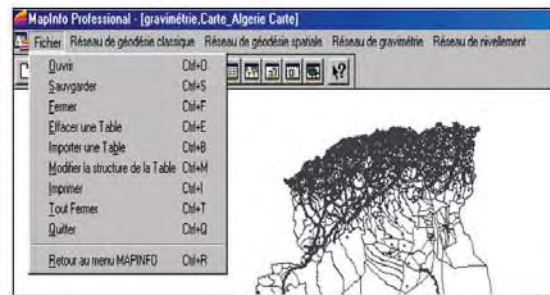 MapInfo Professional - [gravimétrie,Carte_Algerie Carte]
Fichier Réseau de géodésie classique Réseau de géodésie spatiale Réseau de gravimétrie Réseau de nivellement
Ouvrir Ctrl+O
Sauvgarder Ctrl+S
Fermer Ctrl+F
Effacer une Table Ctrl+E
Importer une Table Ctrl+B
Modifier la structure de la Table Ctrl+M
Imprimer Ctrl+I
Tout Fermer Ctrl+T
Quitter Ctrl+Q
Retour au menu MAPINFO Ctrl+R